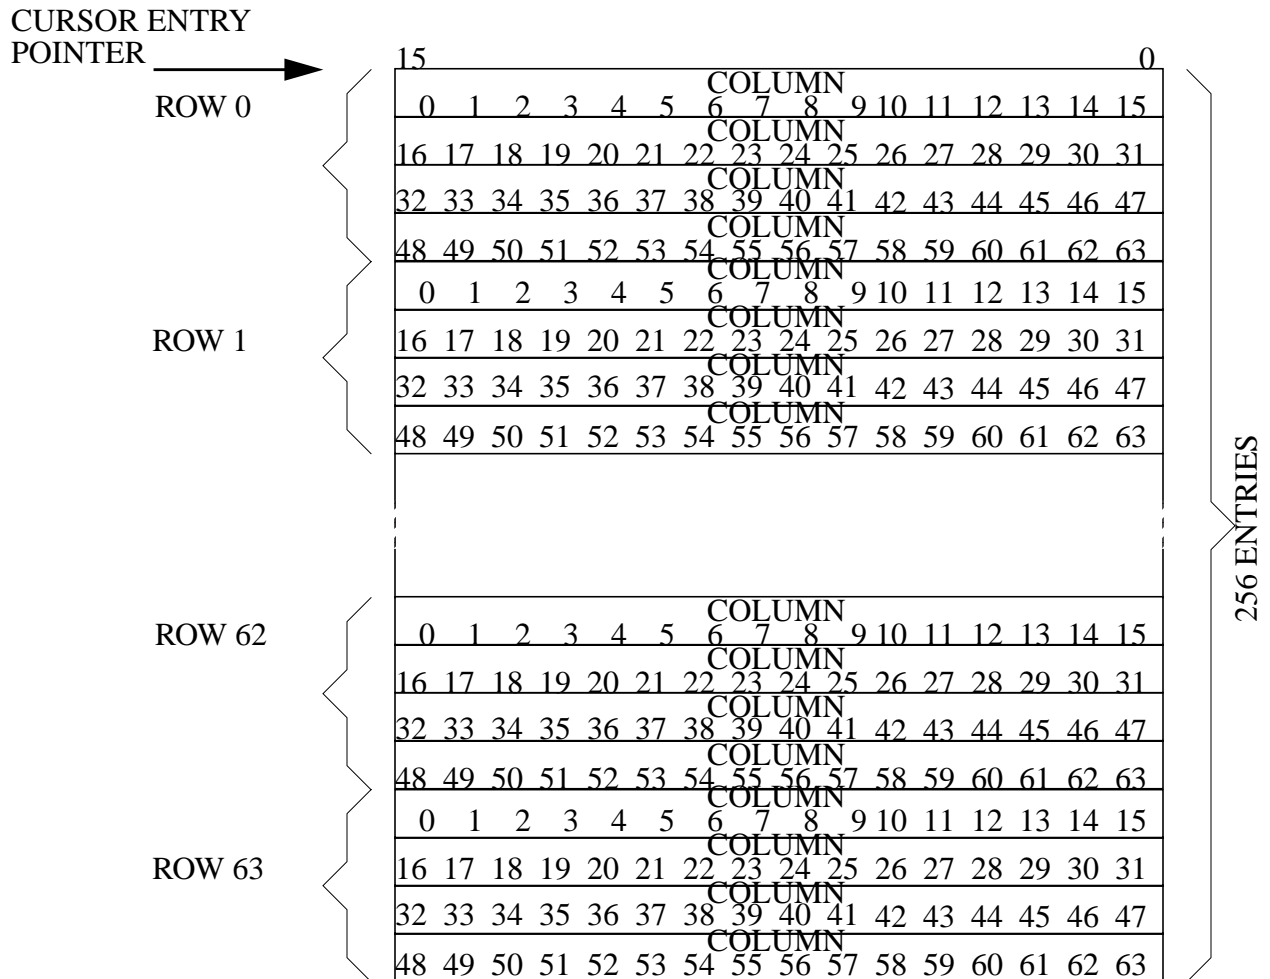 CURSOR ENTRY
POINTER
15 0
COLUMN
ROW 0 0 1 2 3 4 5 6 7 8 9 10 11 12 13 14 15
COLUMN
16 17 18 19 20 21 22 23 24 25 26 27 28 29 30 31
COLUMN
32 33 34 35 36 37 38 39 40 41 42 43 44 45 46 47
COLUMN
48 49 50 51 52 53 54 55 56 57 58 59 60 61 62 63
COLUMN
0 1 2 3 4 5 6 7 8 9 10 11 12 13 14 15
COLUMN
ROW 1 16 17 18 19 20 21 22 23 24 25 26 27 28 29 30 31
COLUMN
32 33 34 35 36 37 38 39 40 41 42 43 44 45 46 47
COLUMN
48 49 50 51 52 53 54 55 56 57 58 59 60 61 62 63
256 ENTRIES
COLUMN
ROW 62 0 1 2 3 4 5 6 7 8 9 10 11 12 13 14 15
COLUMN
16 17 18 19 20 21 22 23 24 25 26 27 28 29 30 31
COLUMN
32 33 34 35 36 37 38 39 40 41 42 43 44 45 46 47
COLUMN
48 49 50 51 52 53 54 55 56 57 58 59 60 61 62 63
COLUMN
0 1 2 3 4 5 6 7 8 9 10 11 12 13 14 15
COLUMN
ROW 63 16 17 18 19 20 21 22 23 24 25 26 27 28 29 30 31
COLUMN
32 33 34 35 36 37 38 39 40 41 42 43 44 45 46 47
COLUMN
48 49 50 51 52 53 54 55 56 57 58 59 60 61 62 63